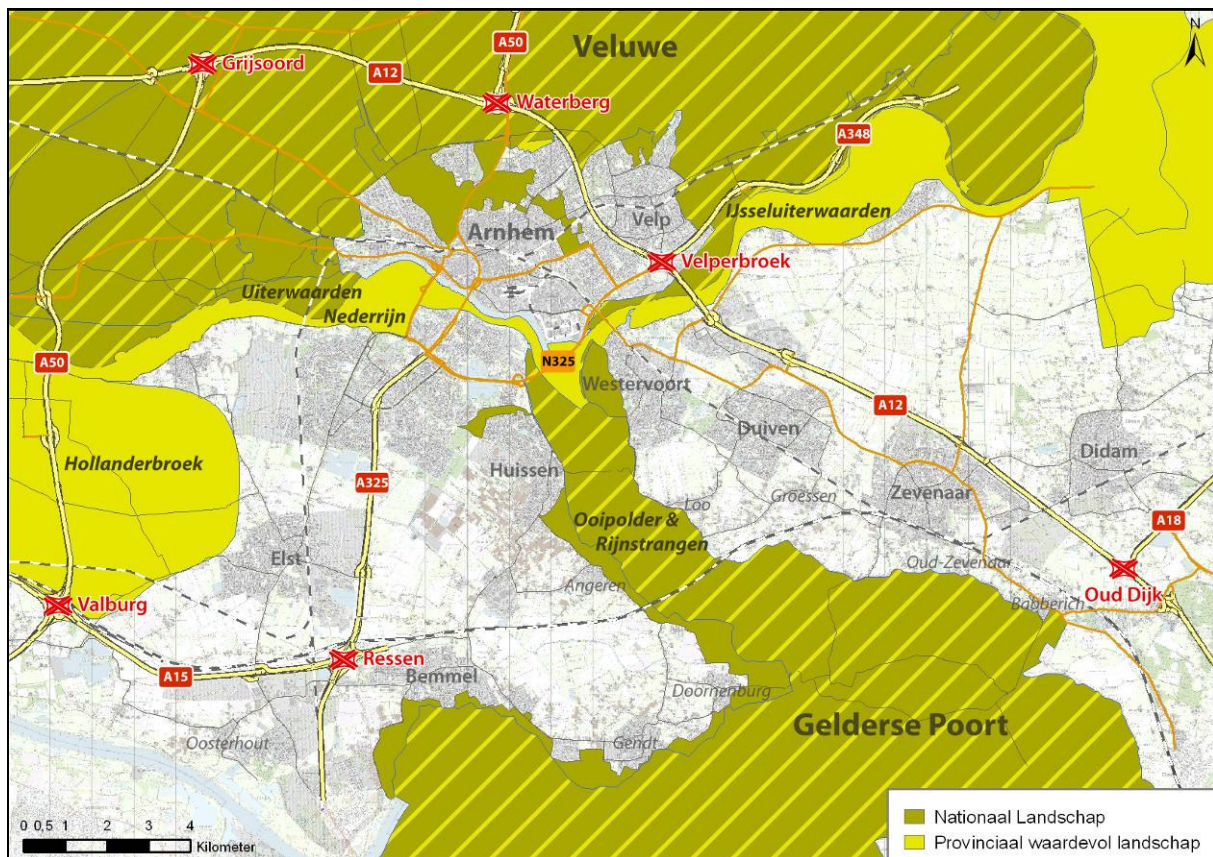 N
A50
Veluwe
Grijsoord
A12
Waterberg
A348
Velp
Arnhem
IJsseluiterwaarden
Velperbroek
Uiterwaarden
Nederrijn
A50
N325
Westervoort
A12
Duiven
Didam
Hollanderbroek
Huissen
Zevenaar
A325
Loo
Groessen
Ooipolder &
Rijnstrangen
A18
Elst
Oud-Zevenaar
Angeren
Oud Dijk
Babberich
Valburg
Ressen
A15
Bemmel
Doornenburg
Gelderse Poort
Oosterhout
Gendt
0 0,5 1 2 3 4
Kilometer
Nationaal Landschap
Provinciaal waardevol landschap